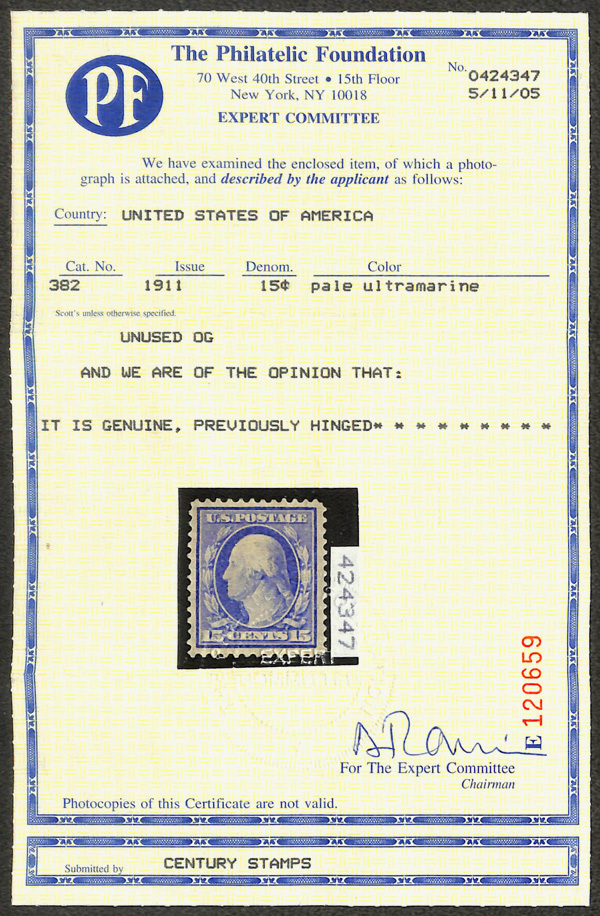 PF
The Philatelic Foundation
70 West 40th Street • 15th Floor
New York, NY 10018
EXPERT COMMITTEE
No. 0424347
5/11/05
We have examined the enclosed item, of which a photo-
graph is attached, and described by the applicant as follows:
Country: UNITED STATES OF AMERICA
Cat. No. Issue Denom. Color
382 1911 15¢ pale ultramarine
Scott's unless otherwise specified.
UNUSED OG
AND WE ARE OF THE OPINION THAT:
IT IS GENUINE, PREVIOUSLY HINGED* * * * * * * * *
U.S. POSTAGE
15 CENTS 15
424347
EXPERT
E 120659
For The Expert Committee
Chairman
Photocopies of this Certificate are not valid.
Submitted by CENTURY STAMPS